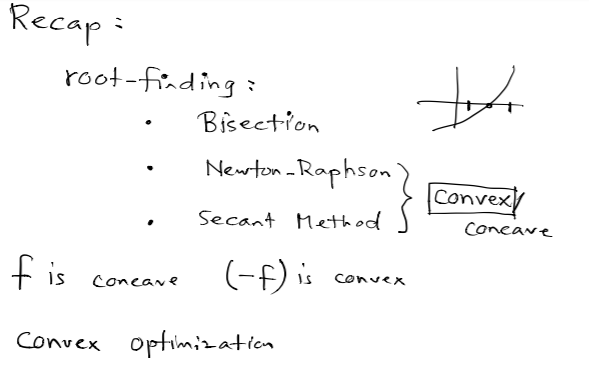 Recap:
root-finding:
• Bisection
• Newton-Raphson
Convex/
• Secant Method
concave
f is concave (-f) is convex
Convex optimization